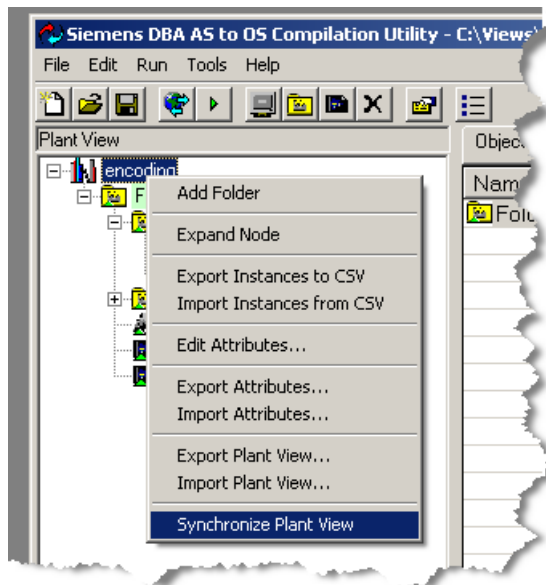 Siemens DBA AS to OS Compilation Utility - C:\Views\
File Edit Run Tools Help
Plant View
Objec
encoding
Nam
F
Fol
Add Folder
Expand Node
Export Instances to CSV
Import Instances from CSV
Edit Attributes...
Export Attributes...
Import Attributes...
Export Plant View...
Import Plant View...
Synchronize Plant View